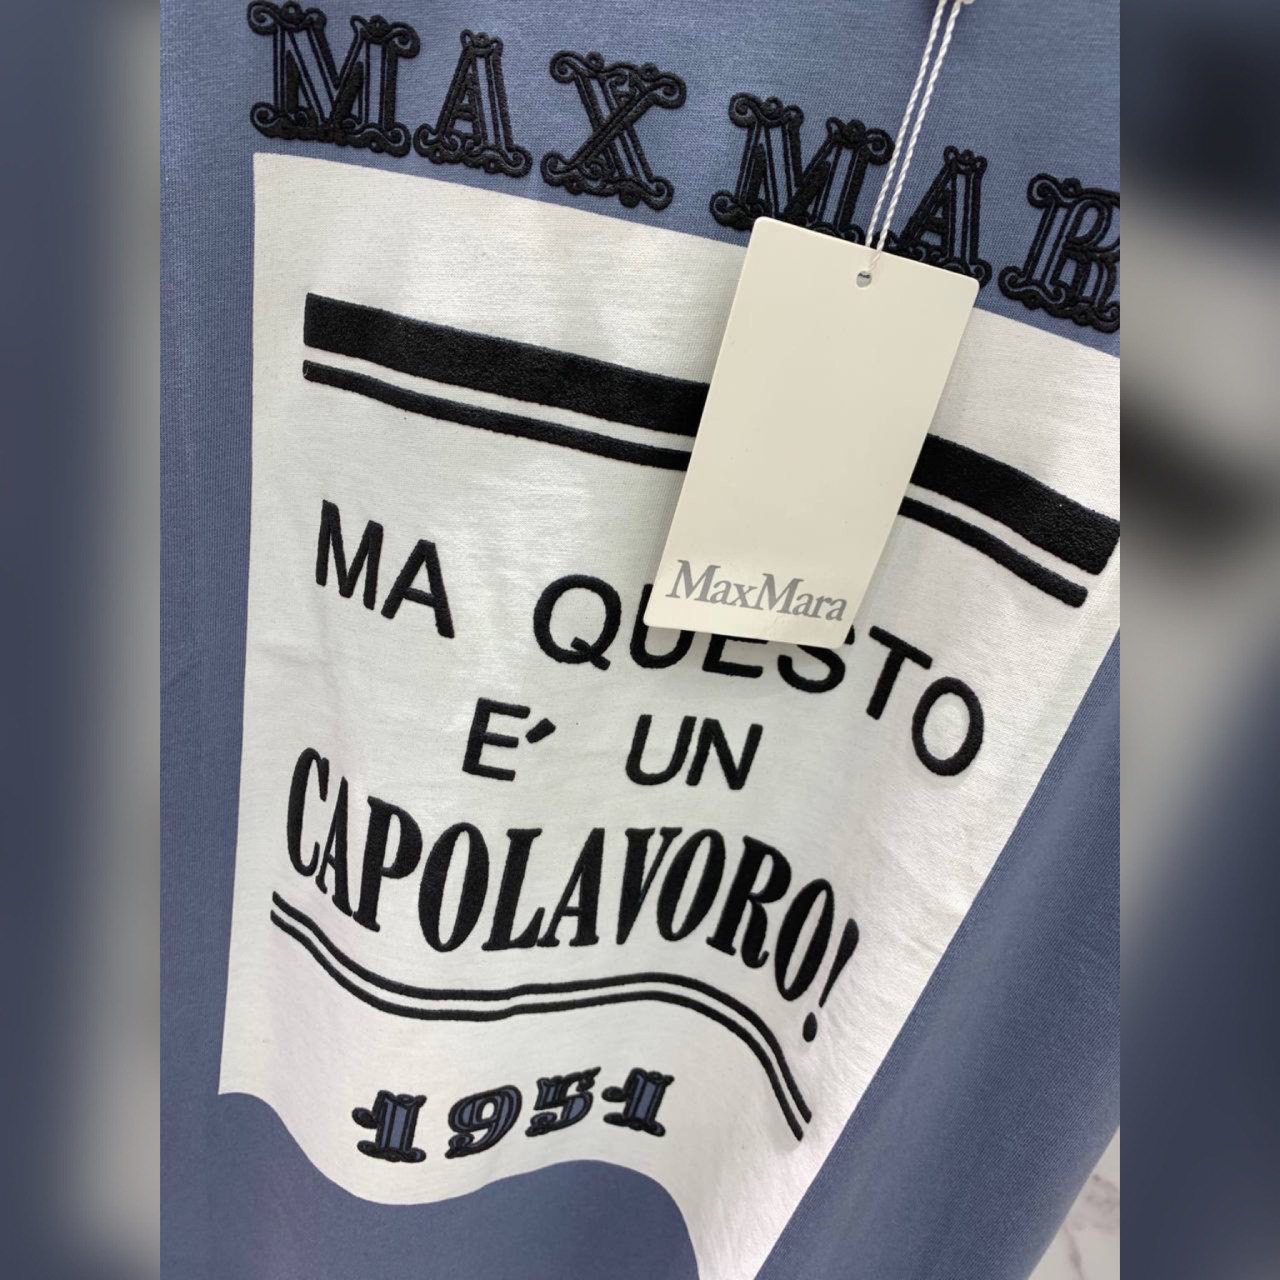 MAX MAR
MaxMara
MA QUESTO
E' UN
CAPOLAVORO!
1951